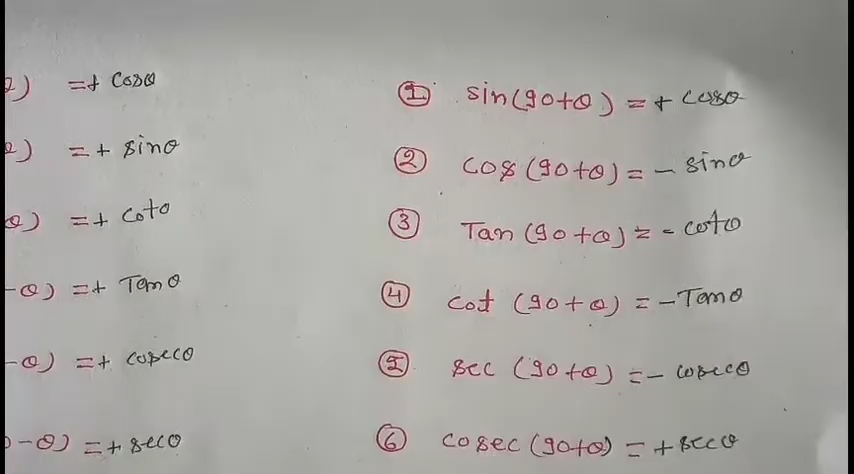 θ) =+ Cosθ
① sin(90+θ) = + cosθ
θ) = + sinθ
② cos (90+θ) = - sinθ
θ) =+ Cotθ
③ Tan (90+θ) = - cotθ
-θ) =+ Tanθ
④ cot (90+θ) = -Tanθ
-θ) =+ cosecθ
⑤ sec (90+θ) = - cosecθ
0-θ) =+ secθ
⑥ cosec (90+θ) = +secθ